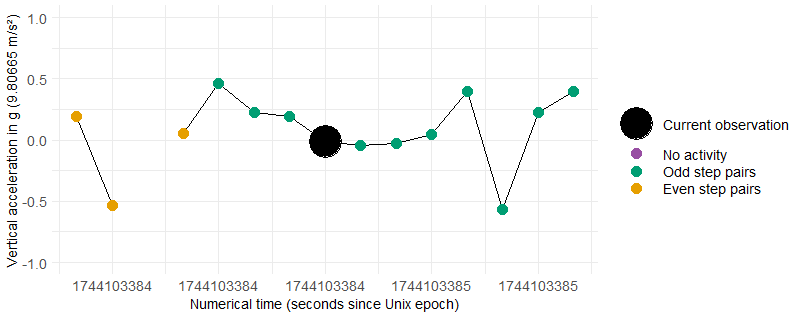 Vertical acceleration in g (9.80665 m/s²)
1.0
0.5
0.0
-0.5
-1.0
1744103384 1744103384 1744103384 1744103385 1744103385
Numerical time (seconds since Unix epoch)
Current observation
No activity
Odd step pairs
Even step pairs